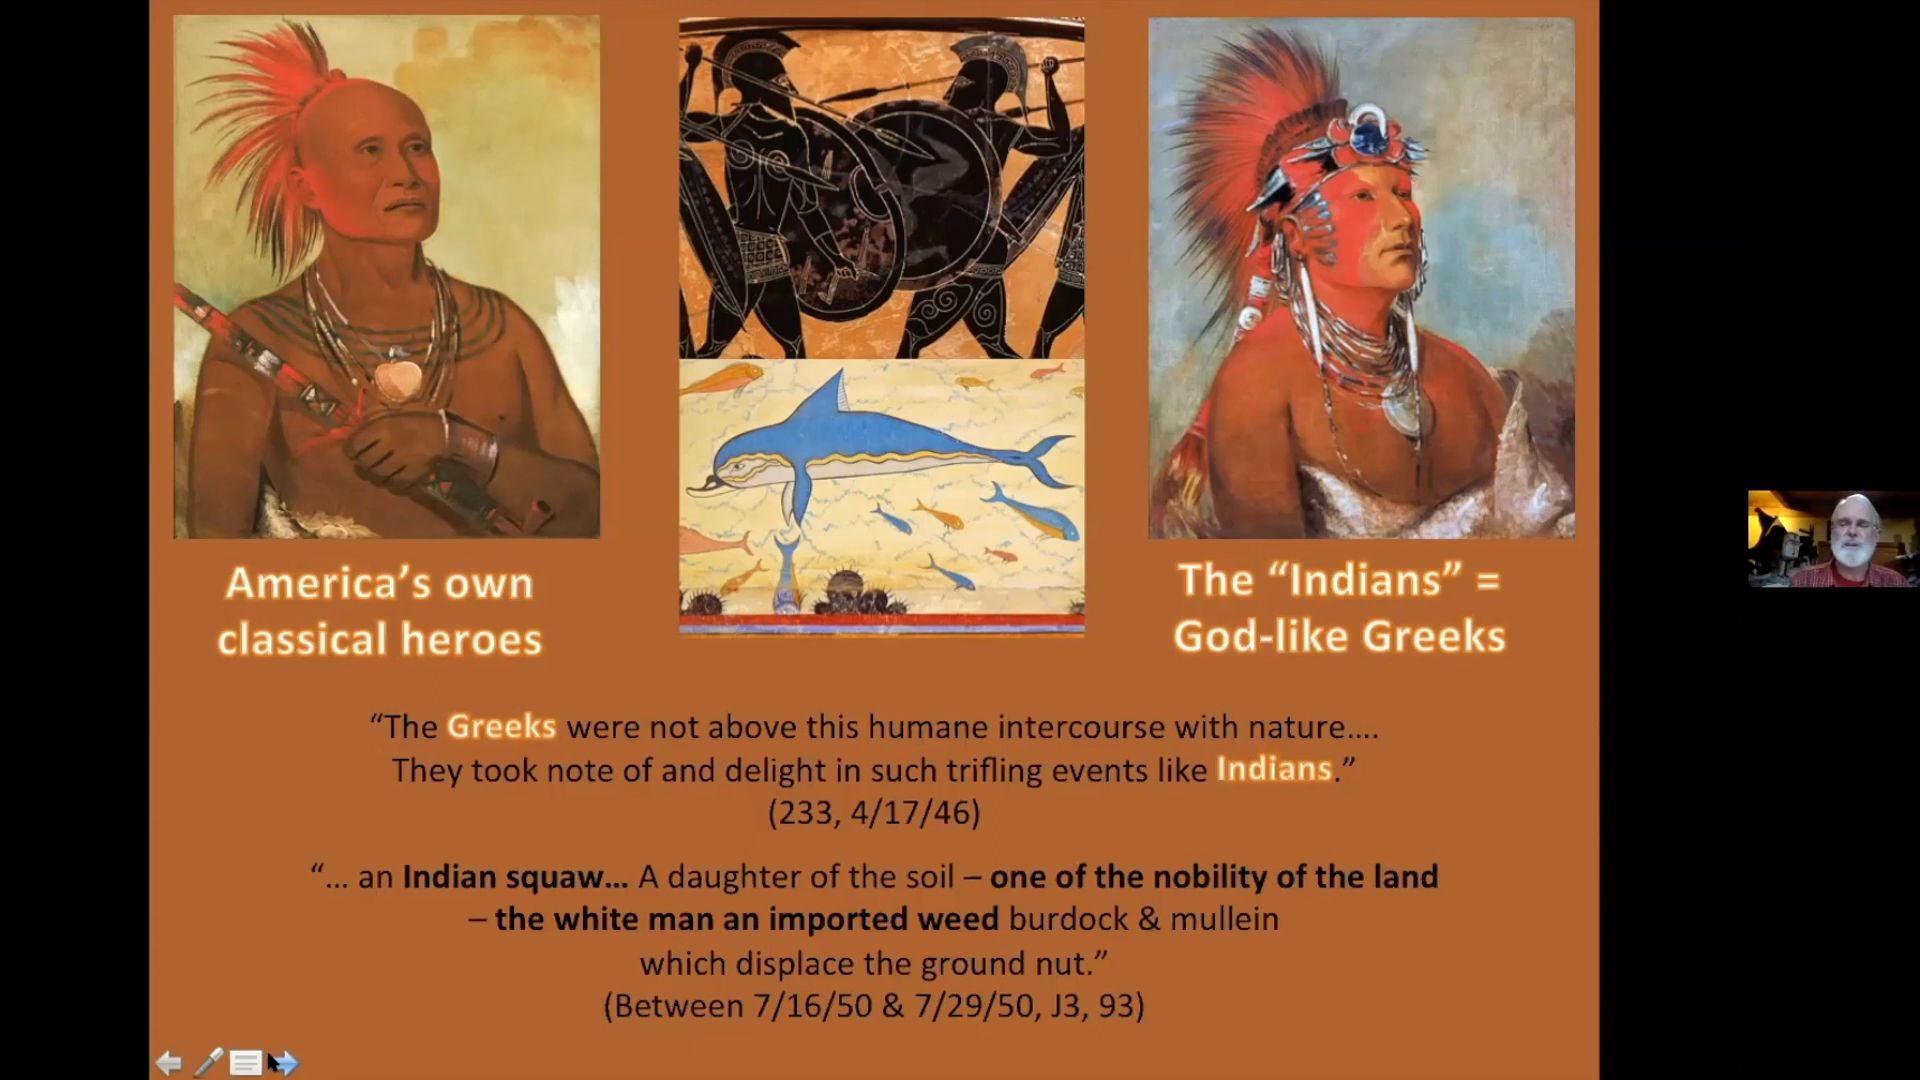 America’s own
classical heroes
The “Indians” =
God-like Greeks
“The Greeks were not above this humane intercourse with nature....
They took note of and delight in such trifling events like Indians.”
(233, 4/17/46)
“... an Indian squaw... A daughter of the soil – one of the nobility of the land
– the white man an imported weed burdock & mullein
which displace the ground nut.”
(Between 7/16/50 & 7/29/50, J3, 93)